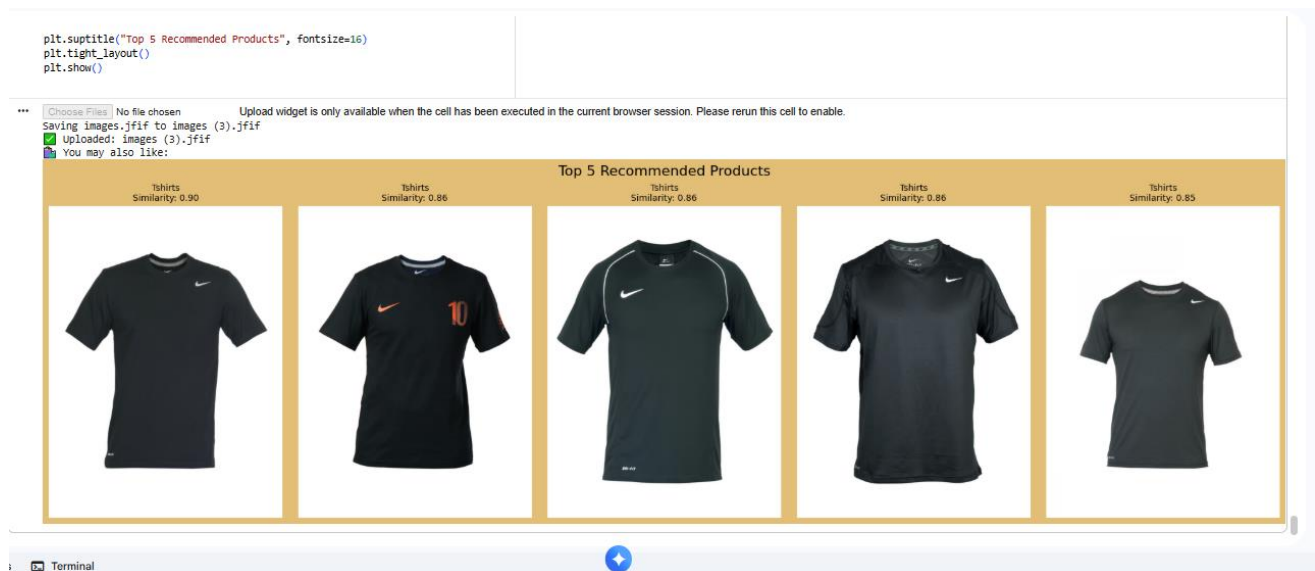 plt.suptitle("Top 5 Recommended Products", fontsize=16)
plt.tight_layout()
plt.show()
Choose Files No file chosen Upload widget is only available when the cell has been executed in the current browser session. Please rerun this cell to enable.
Saving images.jfif to images (3).jfif
✅ Uploaded: images (3).jfif
🛍️ You may also like:
Top 5 Recommended Products
Tshirts Tshirts Tshirts Tshirts Tshirts
Similarity: 0.90 Similarity: 0.86 Similarity: 0.86 Similarity: 0.86 Similarity: 0.85
10
Terminal